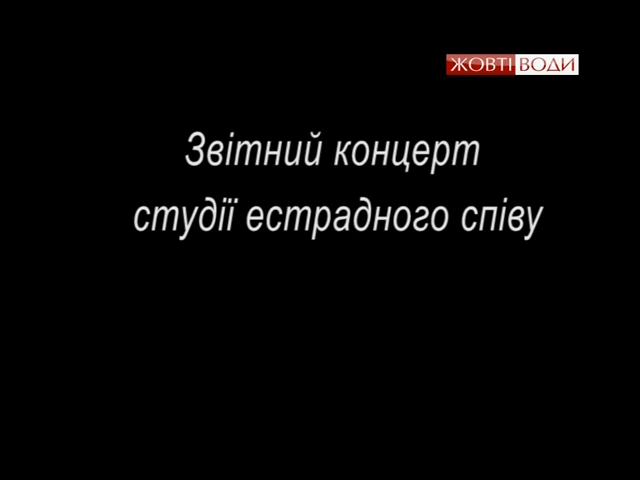 ЖОВТІ ВОДИ
Звітний концерт
студії естрадного співу